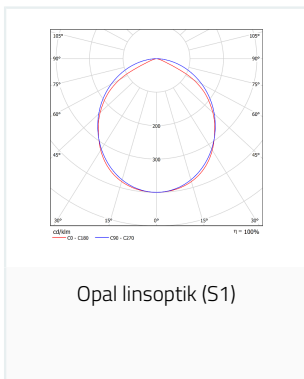 105° 105°
90° 90°
75° 75°
60° 60°
200
45° 45°
300
30° 15° 0° 15° 30°
cd/klm η = 100%
C0 - C180 C90 - C270
Opal linsoptik (S1)